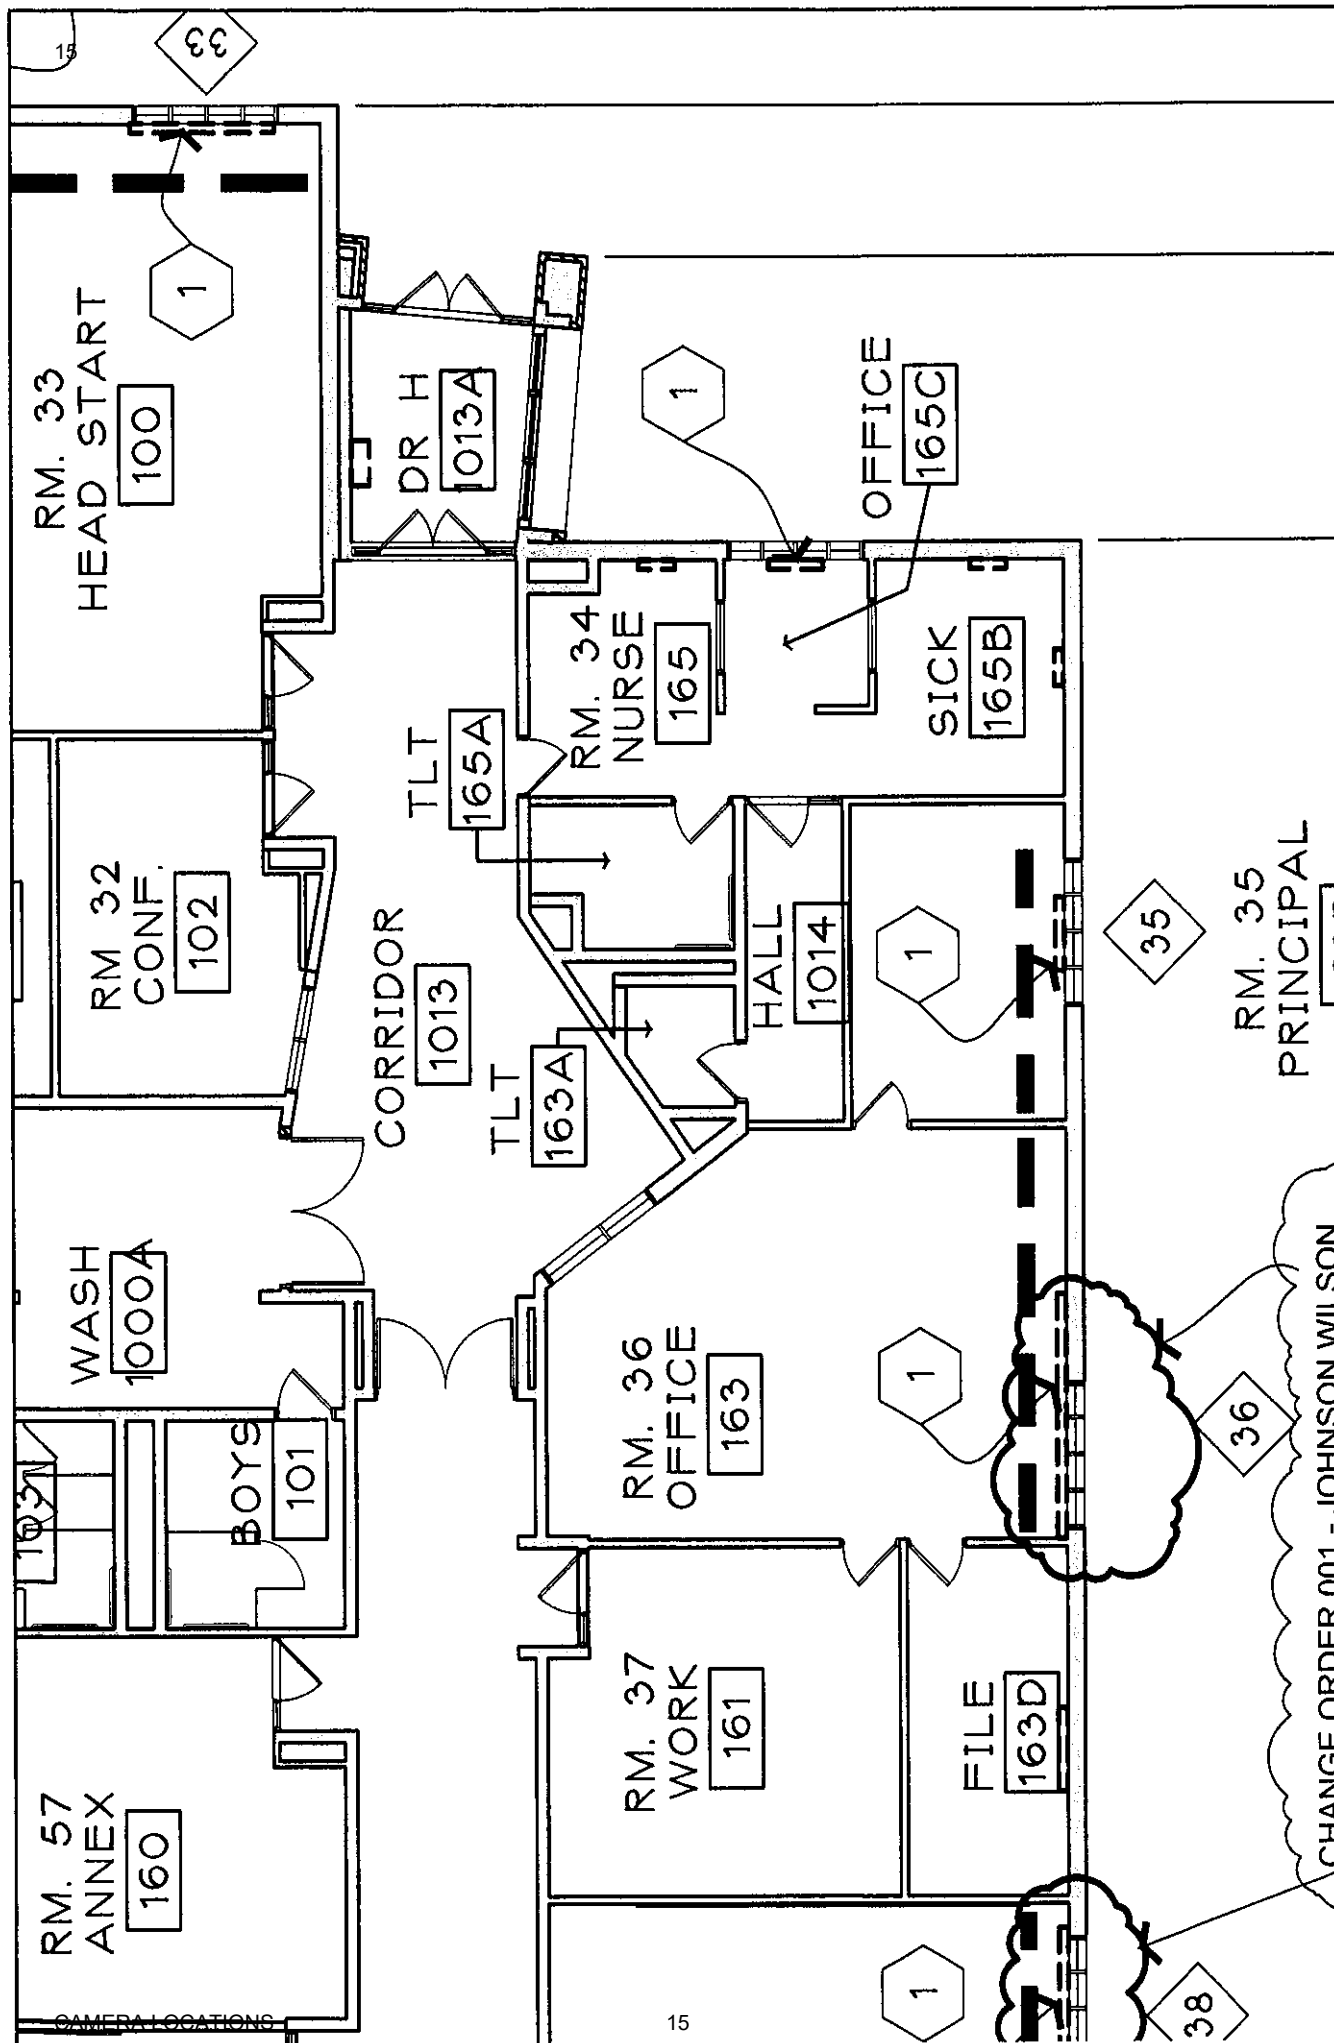 15
33
RM. 33
HEAD START
100
1
DR H
1013A
1
OFFICE
165C
RM. 34
NURSE
165
SICK
165B
TLT
165A
RM 32
CONF.
102
CORRIDOR
1013
TLT
163A
HALL
1014
1
35
RM. 35
PRINCIPAL
WASH
1000A
BOYS
101
103
RM. 36
OFFICE
163
1
36
CHANGE ORDER 001 - JOHNSON WILSON
RM. 37
WORK
161
FILE
163D
RM. 57
ANNEX
160
1
38
CAMERA LOCATIONS
15